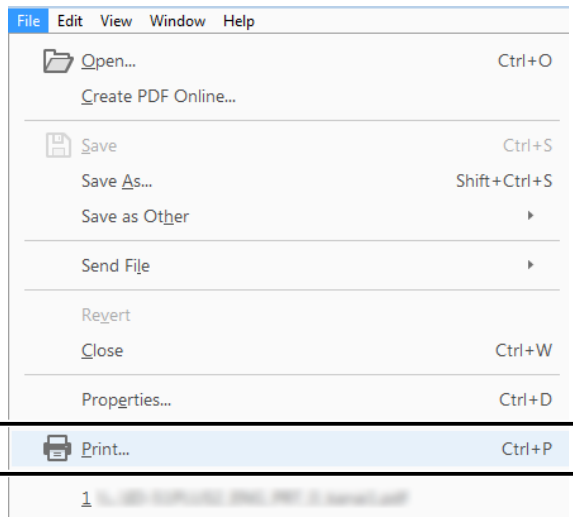 File Edit View Window Help
Open... Ctrl+O
Create PDF Online...
Save Ctrl+S
Save As... Shift+Ctrl+S
Save as Other
Send File
Revert
Close Ctrl+W
Properties... Ctrl+D
Print... Ctrl+P
1